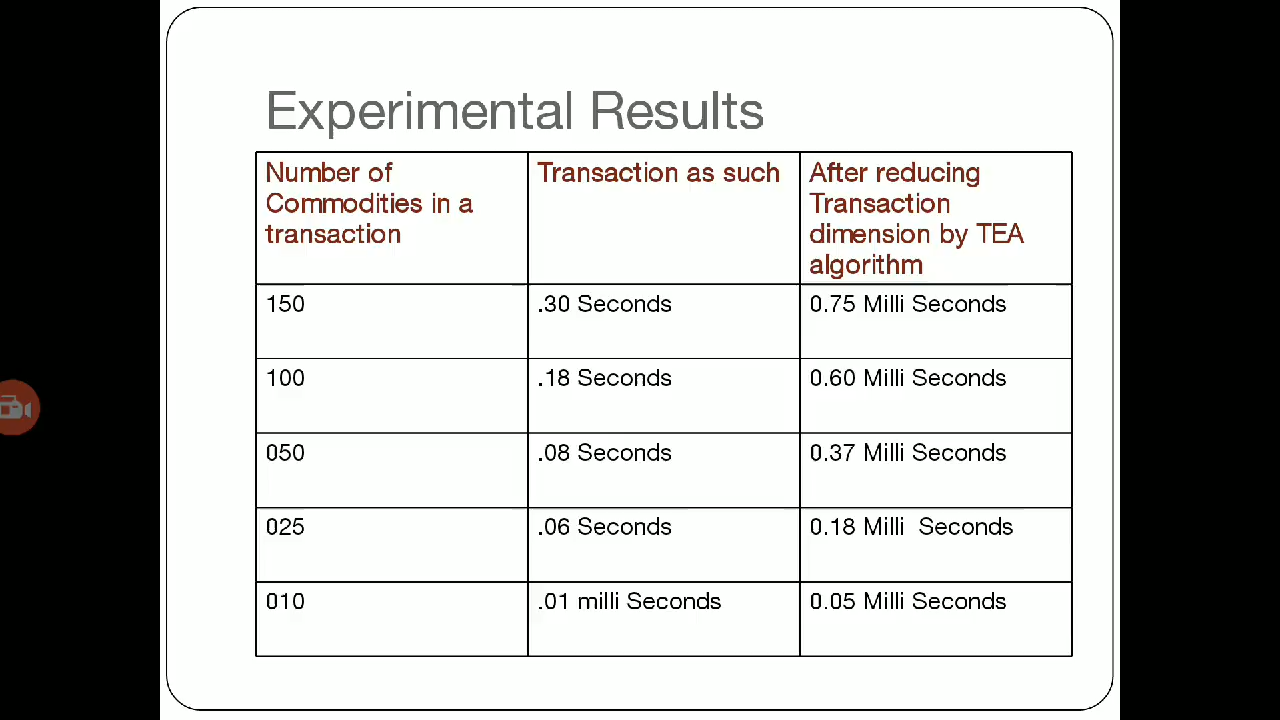 Experimental Results
Number of
Commodities in a
transaction
Transaction as such
After reducing
Transaction
dimension by TEA
algorithm
150
.30 Seconds
0.75 Milli Seconds
100
.18 Seconds
0.60 Milli Seconds
050
.08 Seconds
0.37 Milli Seconds
025
.06 Seconds
0.18 Milli  Seconds
010
.01 milli Seconds
0.05 Milli Seconds